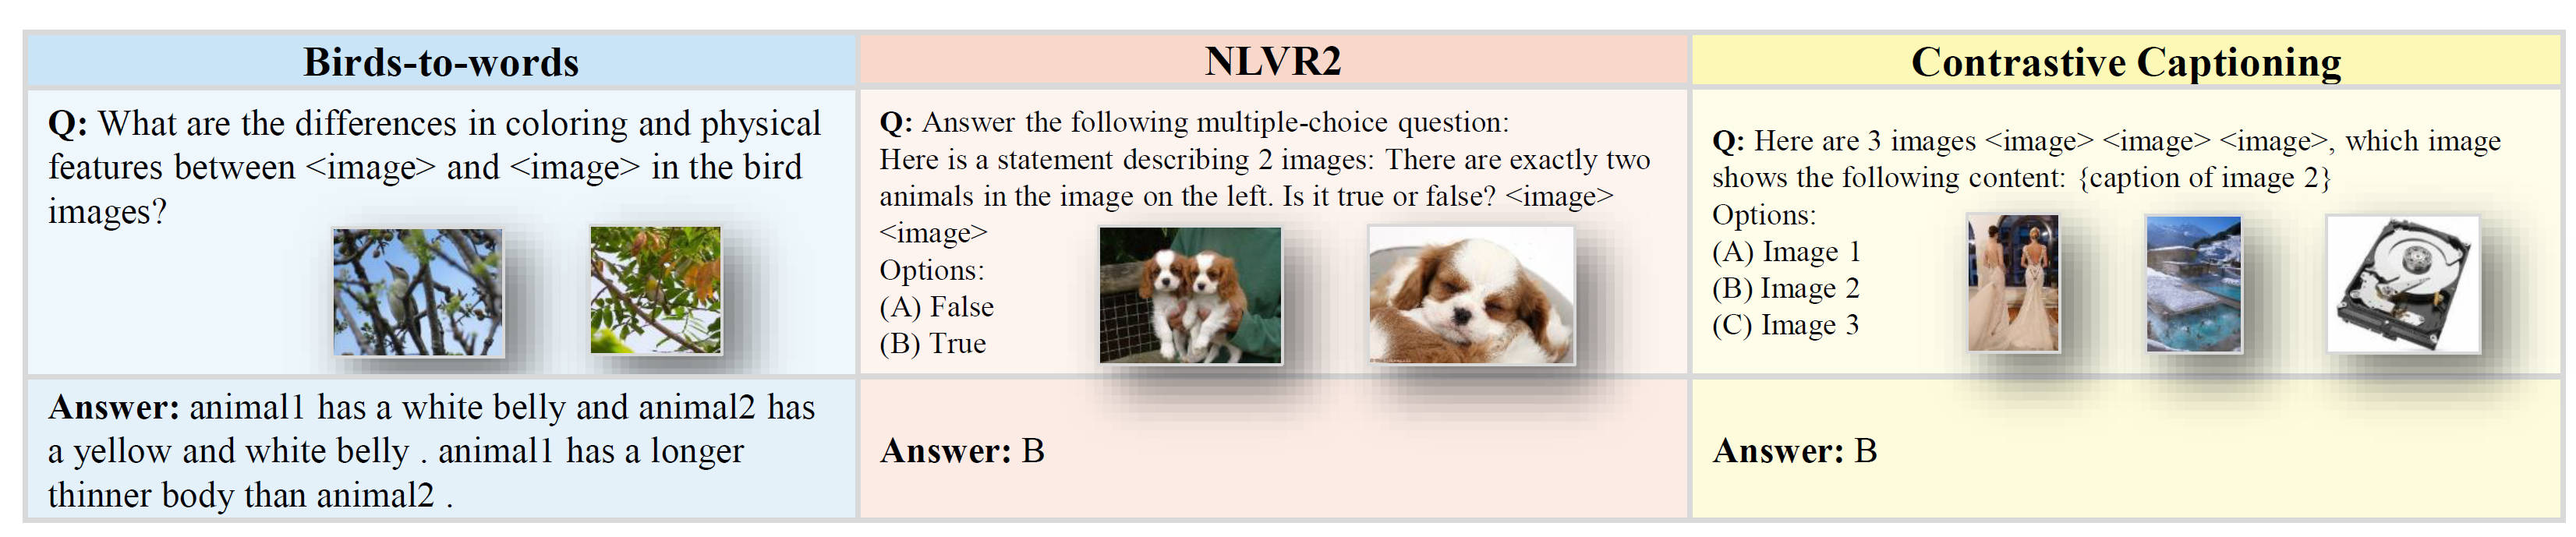 Birds-to-words
Q: What are the differences in coloring and physical
features between <image> and <image> in the bird
images?
Answer: animal1 has a white belly and animal2 has
a yellow and white belly . animal1 has a longer
thinner body than animal2 .
NLVR2
Q: Answer the following multiple-choice question:
Here is a statement describing 2 images: There are exactly two
animals in the image on the left. Is it true or false? <image>
<image>
Options:
(A) False
(B) True
Answer: B
Contrastive Captioning
Q: Here are 3 images <image> <image> <image>, which image
shows the following content: {caption of image 2}
Options:
(A) Image 1
(B) Image 2
(C) Image 3
Answer: B